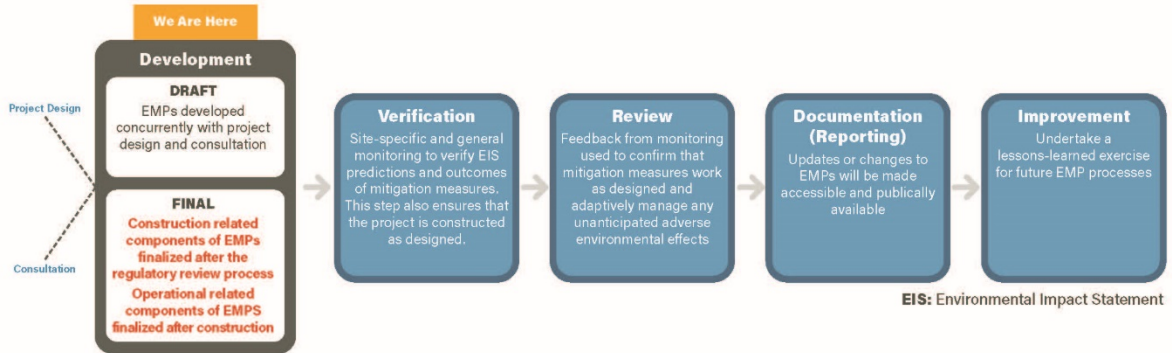 We Are Here
Development
DRAFT
EMPs developed
concurrently with project
design and consultation
FINAL
Construction related
components of EMPs
finalized after the
regulatory review process
Operational related
components of EMPS
finalized after construction
Project Design
Consultation
Verification
Site-specific and general
monitoring to verify EIS
predictions and outcomes
of mitigation measures.
This step also ensures that
the project is constructed
as designed.
Review
Feedback from monitoring
used to confirm that
mitigation measures work
as designed and
adaptively manage any
unanticipated adverse
environmental effects
Documentation
(Reporting)
Updates or changes to
EMPs will be made
accessible and publically
available
Improvement
Undertake a
lessons-learned exercise
for future EMP processes
EIS: Environmental Impact Statement